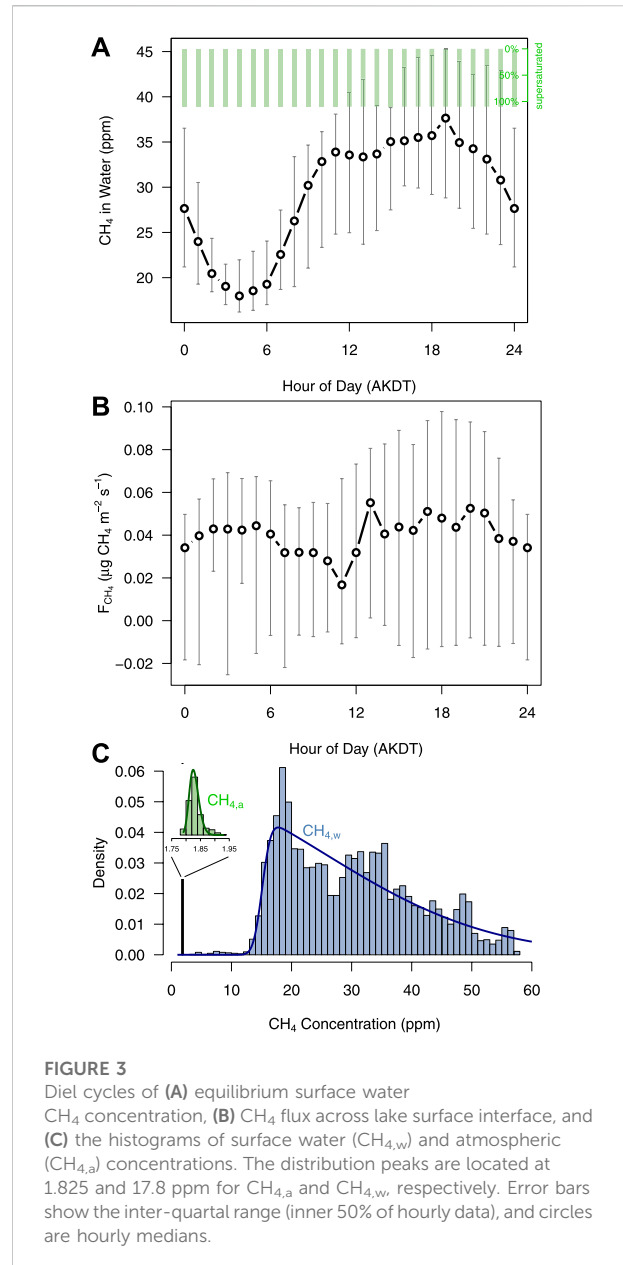 A
CH4 in Water (ppm)
45
40
35
30
25
20
0%
50%
100%
supersaturated
0 6 12 18 24
Hour of Day (AKDT)
B
FCH4 (µg CH4 m−2 s−1)
0.10
0.08
0.06
0.04
0.02
0.00
−0.02
0 6 12 18 24
Hour of Day (AKDT)
C
Density
0.06
0.05
0.04
0.03
0.02
0.01
0.00
CH4,a
1.75 1.85 1.95
CH4,w
0 10 20 30 40 50 60
CH4 Concentration (ppm)
FIGURE 3
Diel cycles of (A) equilibrium surface water
CH4 concentration, (B) CH4 flux across lake surface interface, and
(C) the histograms of surface water (CH4,w) and atmospheric
(CH4,a) concentrations. The distribution peaks are located at
1.825 and 17.8 ppm for CH4,a and CH4,w, respectively. Error bars
show the inter-quartal range (inner 50% of hourly data), and circles
are hourly medians.